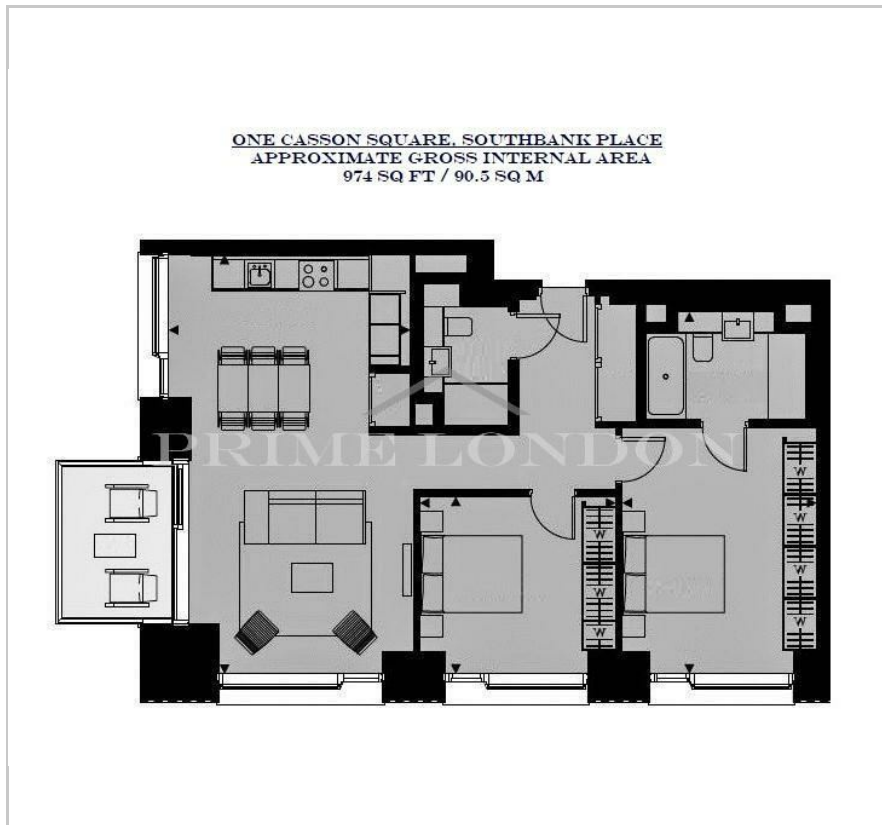 ONE CASSON SQUARE, SOUTHBANK PLACE
APPROXIMATE GROSS INTERNAL AREA
974 SQ FT / 90.5 SQ M
PRIME LONDON
W
W
W
W